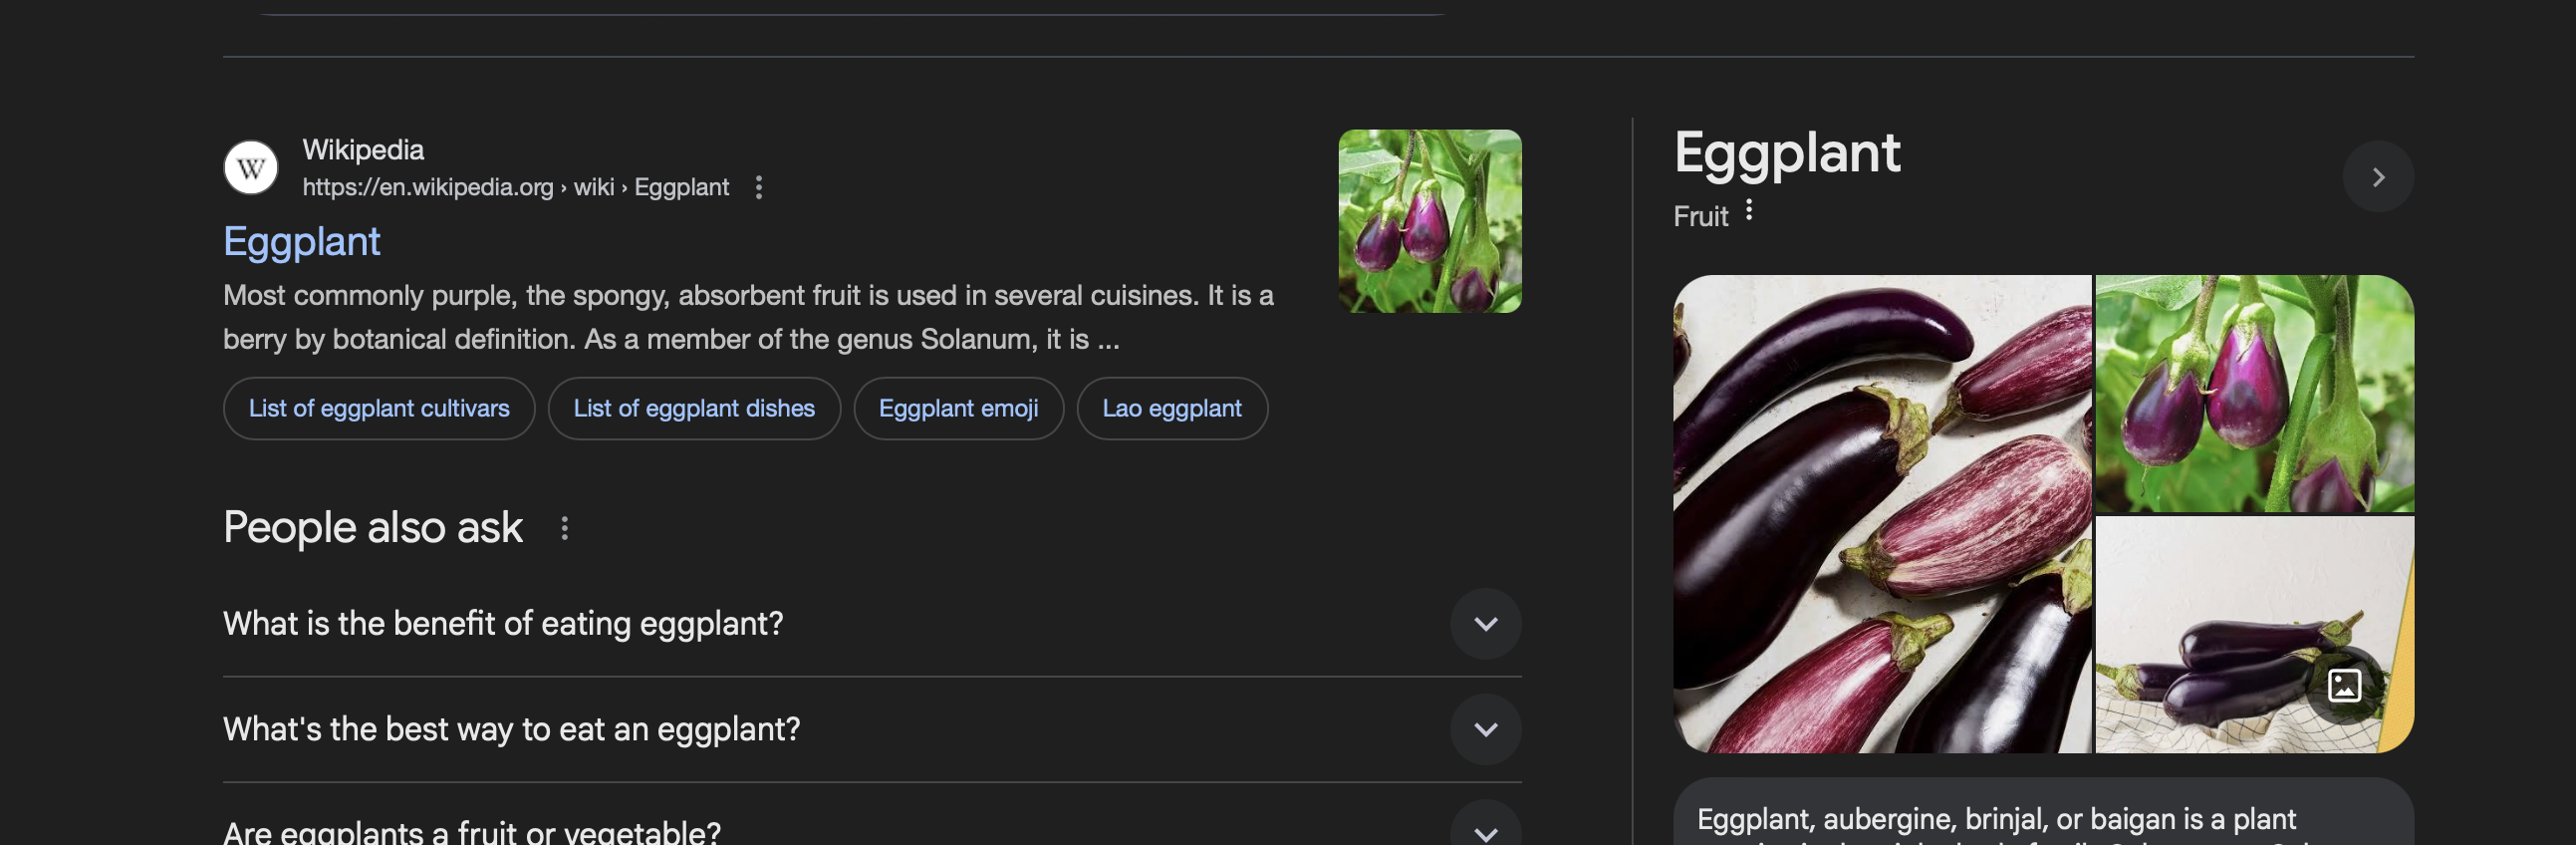 Wikipedia
https://en.wikipedia.org › wiki › Eggplant
Eggplant
Most commonly purple, the spongy, absorbent fruit is used in several cuisines. It is a
berry by botanical definition. As a member of the genus Solanum, it is ...
List of eggplant cultivars
List of eggplant dishes
Eggplant emoji
Lao eggplant
People also ask
What is the benefit of eating eggplant?
What's the best way to eat an eggplant?
Are eggplants a fruit or vegetable?
Eggplant
Fruit
Eggplant, aubergine, brinjal, or baigan is a plant